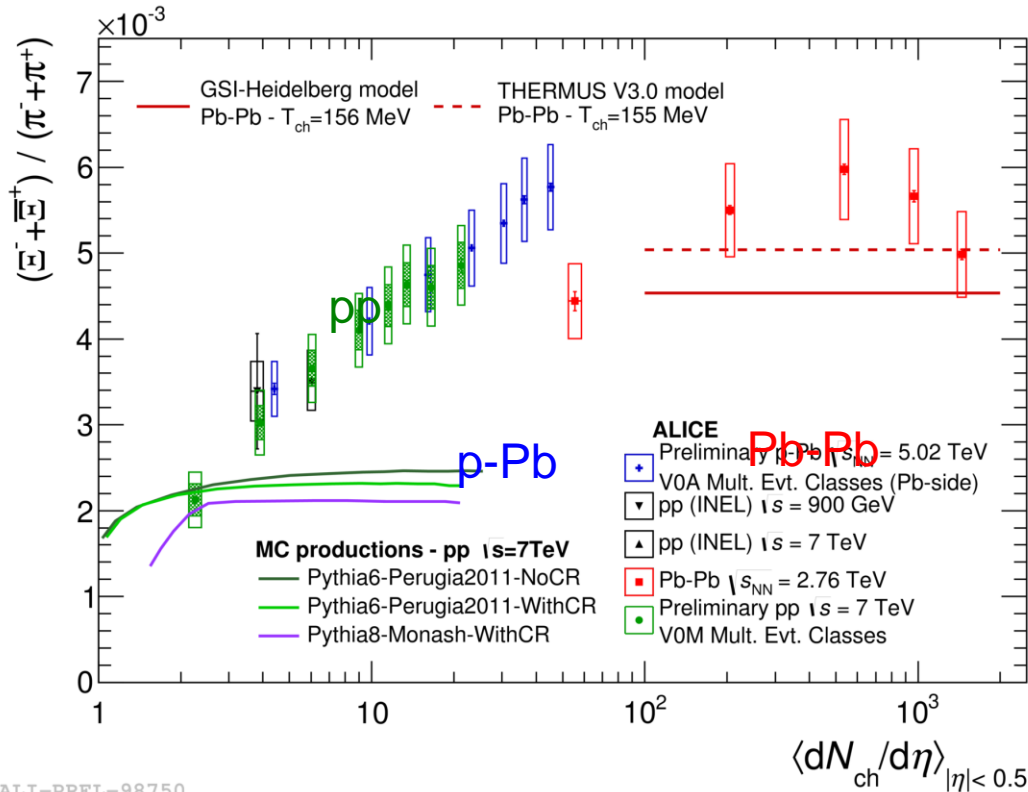 ×10⁻³
(Ξ⁻+Ξ̅⁺) / (π⁻+π⁺)
7
6
5
4
3
2
1
0
GSI-Heidelberg model
Pb-Pb - T_ch=156 MeV
THERMUS V3.0 model
Pb-Pb - T_ch=155 MeV
pp
p-Pb
Pb-Pb
ALICE
Preliminary p-Pb √s_NN = 5.02 TeV
V0A Mult. Evt. Classes (Pb-side)
pp (INEL) √s = 900 GeV
pp (INEL) √s = 7 TeV
Pb-Pb √s_NN = 2.76 TeV
Preliminary pp √s = 7 TeV
V0M Mult. Evt. Classes
MC productions - pp √s=7TeV
Pythia6-Perugia2011-NoCR
Pythia6-Perugia2011-WithCR
Pythia8-Monash-WithCR
1
10
10²
10³
⟨dN_ch/dη⟩_|η|< 0.5
ALI-PREL-98750